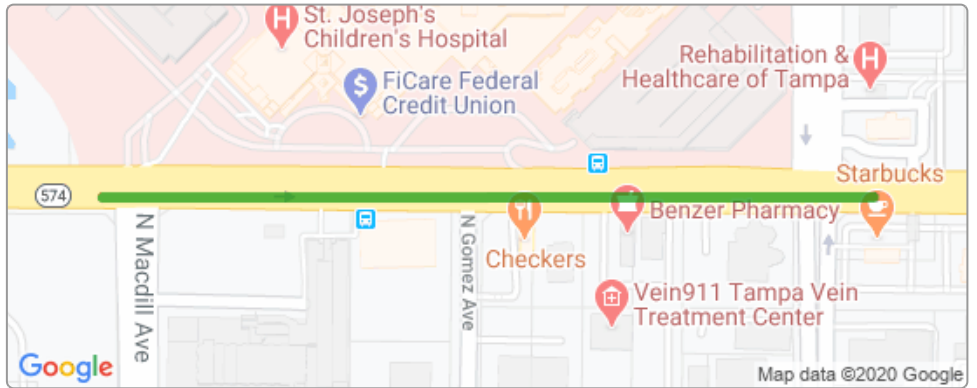 St. Joseph's
Children's Hospital
FiCare Federal
Credit Union
Rehabilitation &
Healthcare of Tampa
574
Starbucks
Benzer Pharmacy
Checkers
N Macdill Ave
N Gomez Ave
Vein911 Tampa Vein
Treatment Center
Google
Map data ©2020 Google